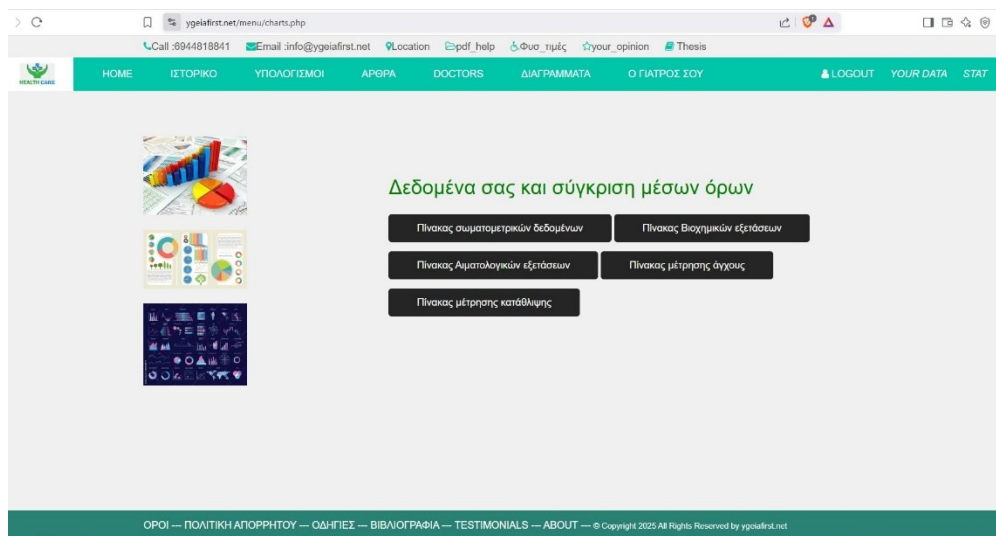 ygeiafirst.net/menu/charts.php
Call :6944818841 Email :info@ygeiafirst.net Location pdf_help Φυσ_τιμές your_opinion Thesis
HEALTH CARE HOME ΙΣΤΟΡΙΚΟ ΥΠΟΛΟΓΙΣΜΟΙ ΑΡΘΡΑ DOCTORS ΔΙΑΓΡΑΜΜΑΤΑ Ο ΓΙΑΤΡΟΣ ΣΟΥ LOGOUT YOUR DATA STAT
Δεδομένα σας και σύγκριση μέσων όρων
Πίνακας σωματομετρικών δεδομένων Πίνακας Βιοχημικών εξετάσεων
Πίνακας Αιματολογικών εξετάσεων Πίνακας μέτρησης άγχους
Πίνακας μέτρησης κατάθλιψης
ΟΡΟΙ --- ΠΟΛΙΤΙΚΗ ΑΠΟΡΡΗΤΟΥ --- ΟΔΗΓΙΕΣ --- ΒΙΒΛΙΟΓΡΑΦΙΑ --- TESTIMONIALS --- ABOUT --- © Copyright 2025 All Rights Reserved by ygeiafirst.net